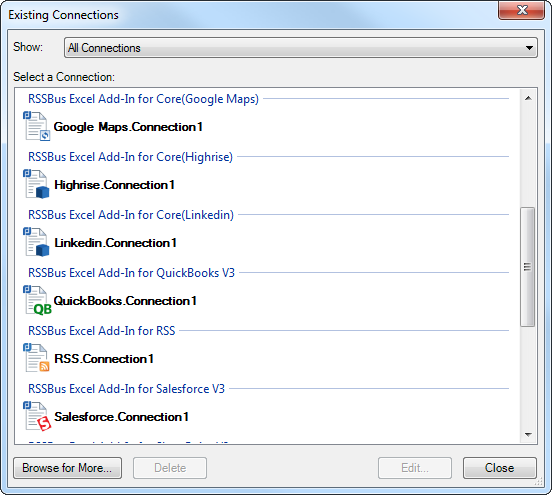 Existing Connections
Show: All Connections
Select a Connection:
RSSBus Excel Add-In for Core(Google Maps)
Google Maps.Connection1
RSSBus Excel Add-In for Core(Highrise)
Highrise.Connection1
RSSBus Excel Add-In for Core(Linkedin)
Linkedin.Connection1
RSSBus Excel Add-In for QuickBooks V3
QB QuickBooks.Connection1
RSSBus Excel Add-In for RSS
RSS.Connection1
RSSBus Excel Add-In for Salesforce V3
Salesforce.Connection1
Browse for More... Delete Edit... Close